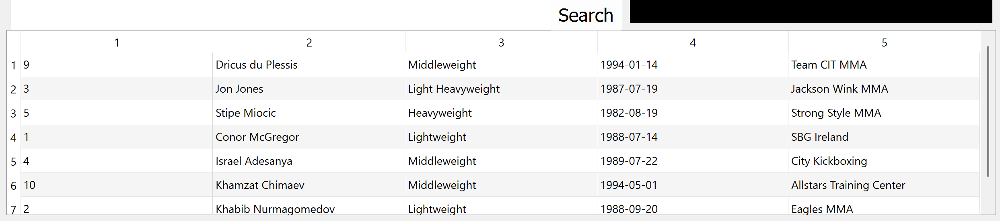 Search
1 2 3 4 5
1 9 Dricus du Plessis Middleweight 1994-01-14 Team CIT MMA
2 3 Jon Jones Light Heavyweight 1987-07-19 Jackson Wink MMA
3 5 Stipe Miocic Heavyweight 1982-08-19 Strong Style MMA
4 1 Conor McGregor Lightweight 1988-07-14 SBG Ireland
5 4 Israel Adesanya Middleweight 1989-07-22 City Kickboxing
6 10 Khamzat Chimaev Middleweight 1994-05-01 Allstars Training Center
7 2 Khabib Nurmagomedov Lightweight 1988-09-20 Eagles MMA